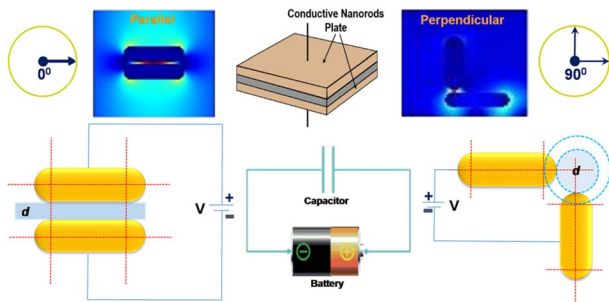 Parallel
Conductive Nanorods
Plate
Perpendicular
0⁰
90⁰
d
V
+
Capacitor
Battery
V
+
d